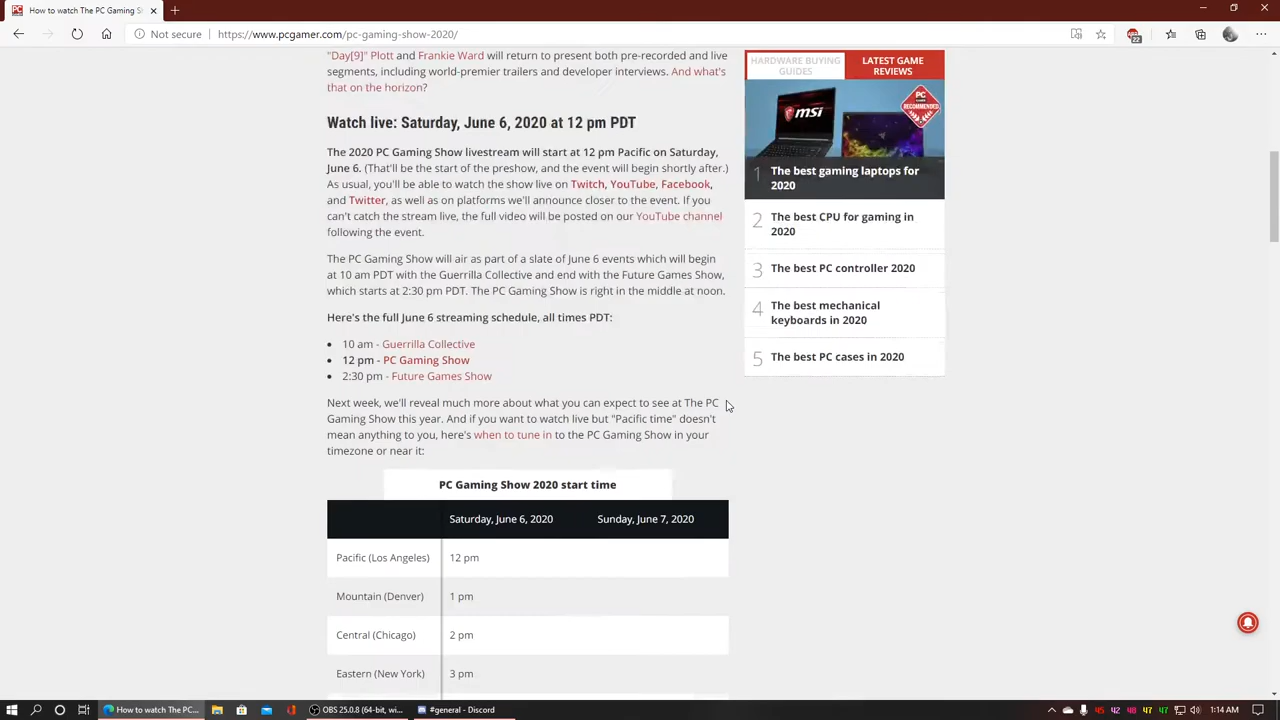 How to watch The PC Gaming S
Not secure
https://www.pcgamer.com/pc-gaming-show-2020/
22
"Day[9]" Plott and Frankie Ward will return to present both pre-recorded and live
segments, including world-premier trailers and developer interviews. And what's
that on the horizon?
Watch live: Saturday, June 6, 2020 at 12 pm PDT
The 2020 PC Gaming Show livestream will start at 12 pm Pacific on Saturday,
June 6. (That'll be the start of the preshow, and the event will begin shortly after.)
As usual, you'll be able to watch the show live on Twitch, YouTube, Facebook,
and Twitter, as well as on platforms we'll announce closer to the event. If you
can't catch the stream live, the full video will be posted on our YouTube channel
following the event.
The PC Gaming Show will air as part of a slate of June 6 events which will begin
at 10 am PDT with the Guerrilla Collective and end with the Future Games Show,
which starts at 2:30 pm PDT. The PC Gaming Show is right in the middle at noon.
Here's the full June 6 streaming schedule, all times PDT:
10 am - Guerrilla Collective
12 pm - PC Gaming Show
2:30 pm - Future Games Show
Next week, we'll reveal much more about what you can expect to see at The PC
Gaming Show this year. And if you want to watch live but "Pacific time" doesn't
mean anything to you, here's when to tune in to the PC Gaming Show in your
timezone or near it:
PC Gaming Show 2020 start time
Saturday, June 6, 2020 Sunday, June 7, 2020
Pacific (Los Angeles) 12 pm
Mountain (Denver) 1 pm
Central (Chicago) 2 pm
Eastern (New York) 3 pm
HARDWARE BUYING
GUIDES
LATEST GAME
REVIEWS
msi
PC
RECOMMENDED
1 The best gaming laptops for
2020
2 The best CPU for gaming in
2020
3 The best PC controller 2020
4 The best mechanical
keyboards in 2020
5 The best PC cases in 2020
How to watch The PC...
OBS 25.0.8 (64-bit, wi...
#general - Discord
45 42 48 47 47
1:14 AM